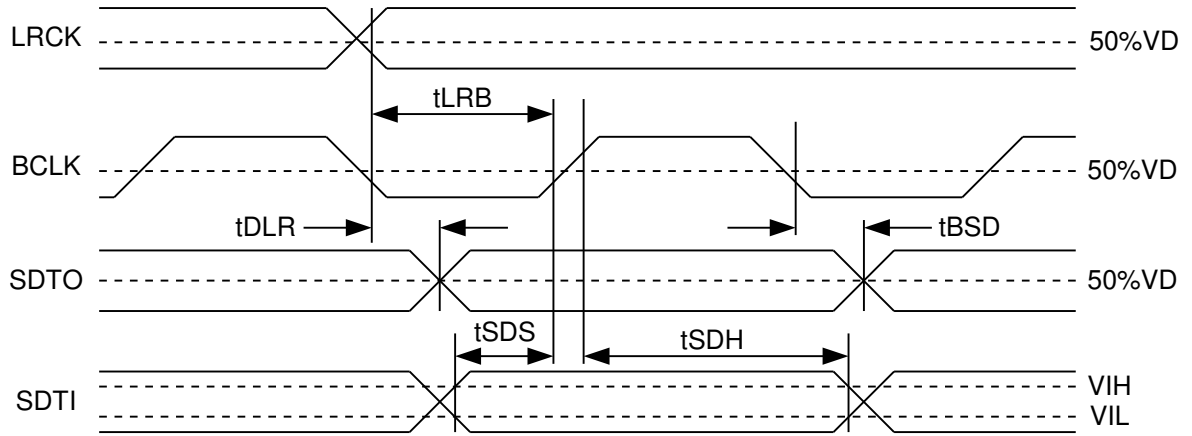 LRCK
50%VD
tLRB
BCLK
50%VD
tDLR
tBSD
SDTO
50%VD
tSDS
tSDH
SDTI
VIH
VIL